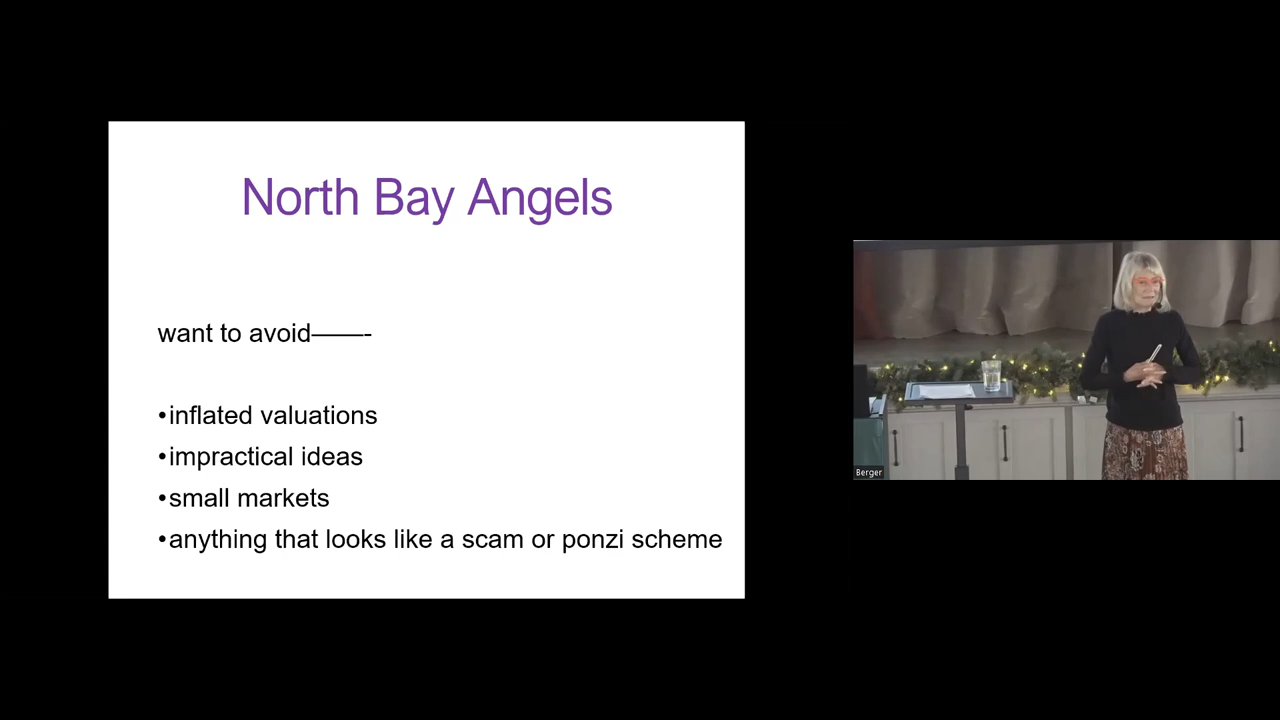 North Bay Angels
want to avoid——-
•inflated valuations
•impractical ideas
•small markets
•anything that looks like a scam or ponzi scheme
Berger